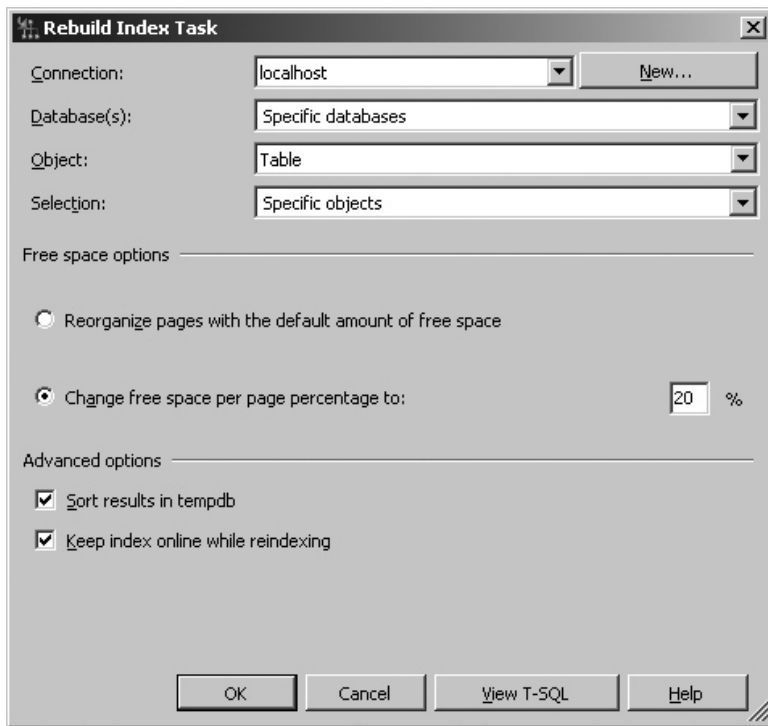 Rebuild Index Task
Connection: localhost New...
Database(s): Specific databases
Object: Table
Selection: Specific objects
Free space options
Reorganize pages with the default amount of free space
Change free space per page percentage to: 20 %
Advanced options
Sort results in tempdb
Keep index online while reindexing
OK Cancel View T-SQL Help